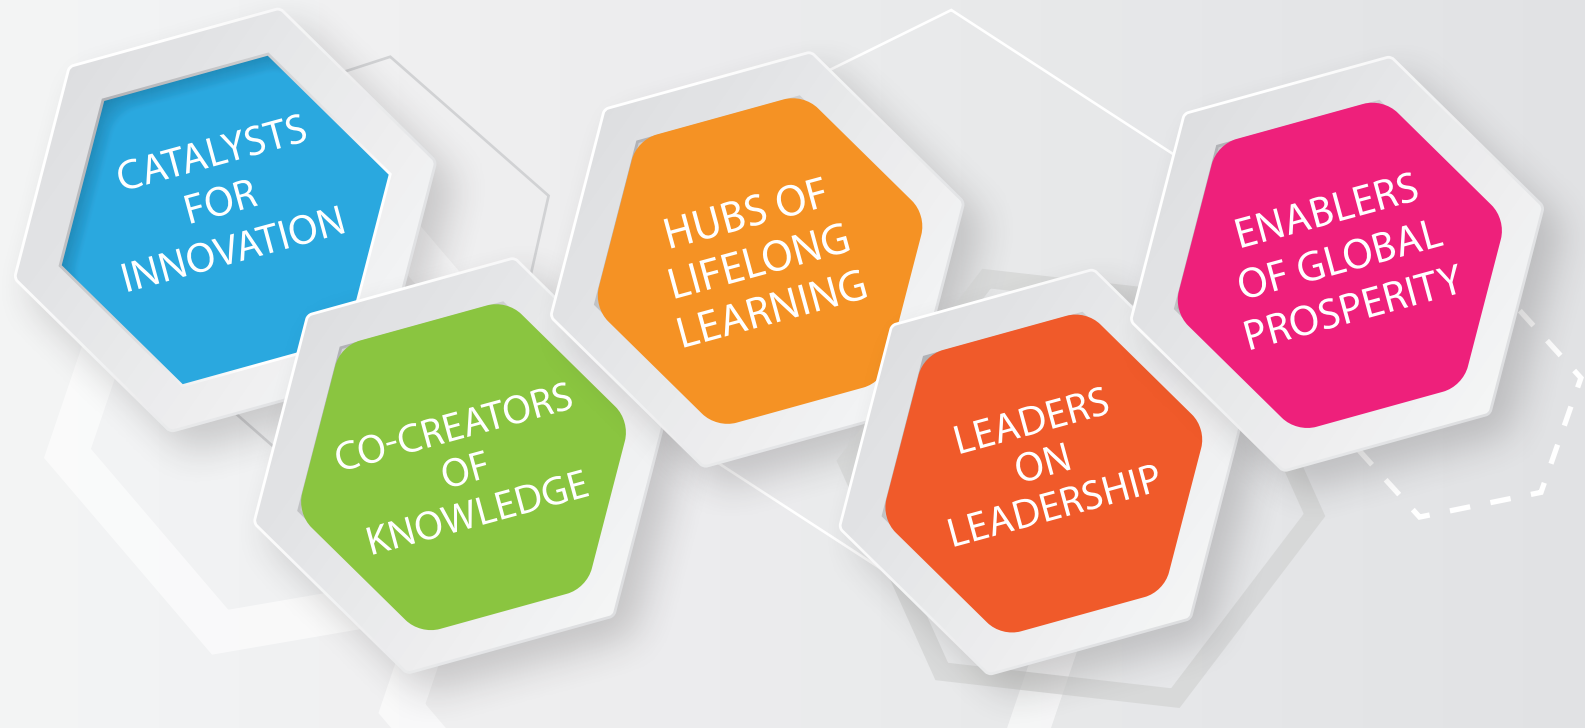 CATALYSTS
FOR
INNOVATION
CO-CREATORS
OF
KNOWLEDGE
HUBS OF
LIFELONG
LEARNING
LEADERS
ON
LEADERSHIP
ENABLERS
OF GLOBAL
PROSPERITY